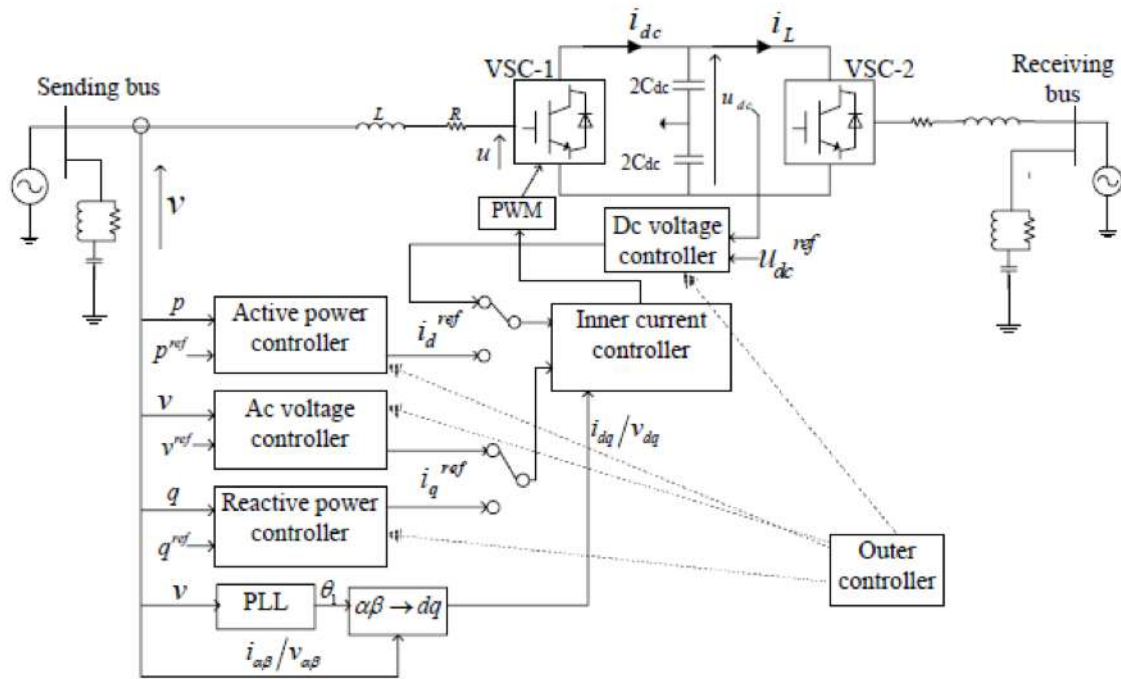 i_dc
i_L
VSC-1
VSC-2
Sending bus
Receiving bus
2Cdc
u_dc
L
R
u
2Cdc
v
PWM
Dc voltage controller
u_dc^ref
p
Active power controller
i_d^ref
Inner current controller
p^ref
v
Ac voltage controller
v^ref
i_dq/v_dq
i_q^ref
q
Reactive power controller
q^ref
Outer controller
v
PLL
θ_1
αβ → dq
i_αβ/v_αβ